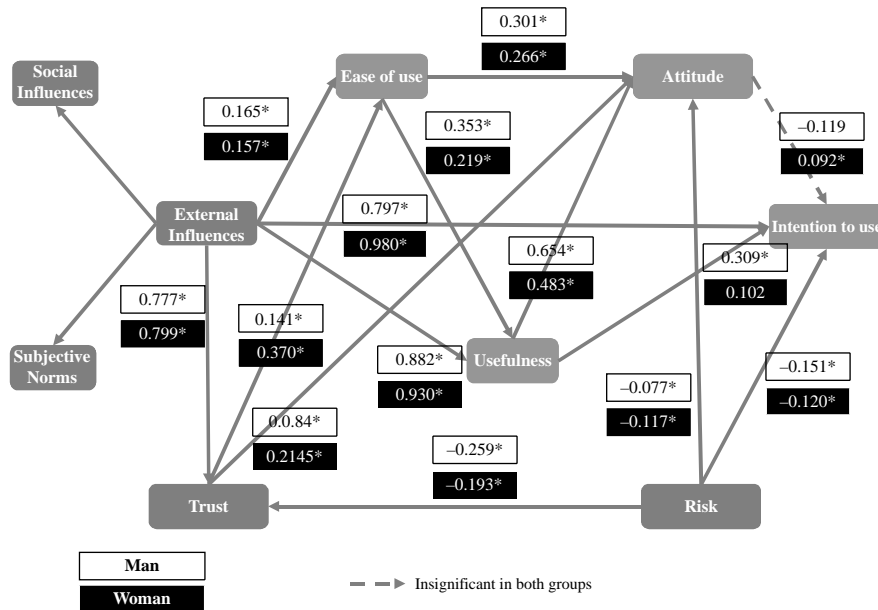 0.301*
0.266*
Social
Influences
Ease of use
Attitude
0.165*
0.157*
0.353*
0.219*
–0.119
0.092*
External
Influences
0.797*
0.980*
Intention to use
0.654*
0.483*
0.309*
0.102
0.777*
0.799*
0.141*
0.370*
Subjective
Norms
Usefulness
0.882*
0.930*
–0.077*
–0.117*
–0.151*
–0.120*
0.0.84*
0.2145*
–0.259*
–0.193*
Trust
Risk
Man
Woman
Insignificant in both groups